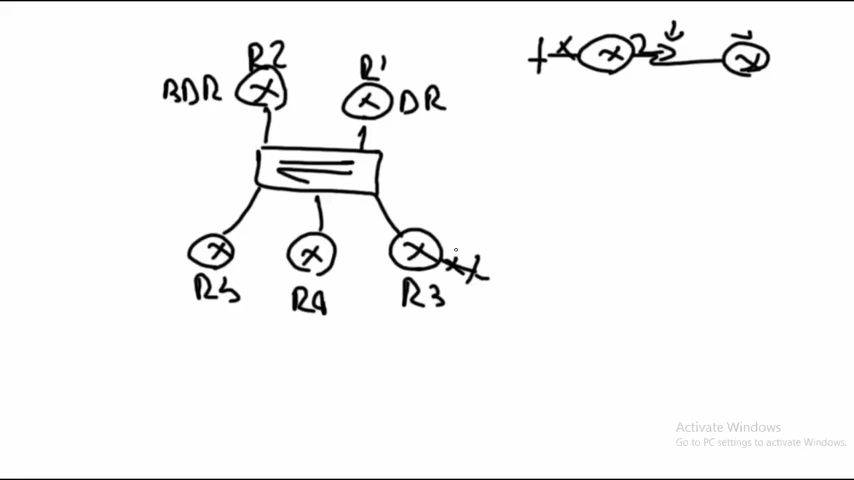 R2
R1
BDR
DR
R5
R4
R3
Activate Windows
Go to PC settings to activate Windows.